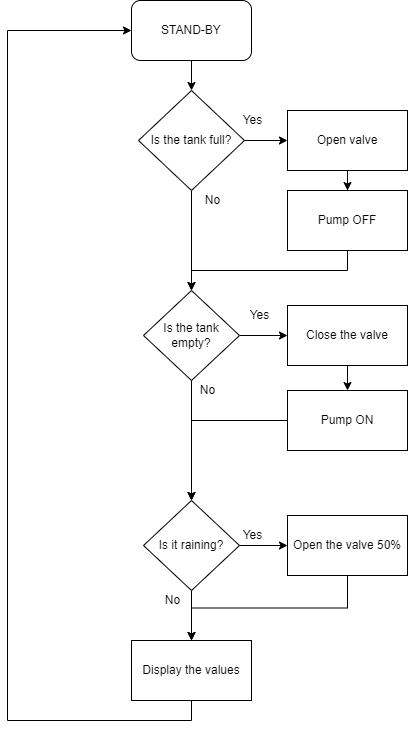 STAND-BY
Yes
Is the tank full?
Open valve
No
Pump OFF
Yes
Is the tank
empty?
Close the valve
No
Pump ON
Yes
Is it raining?
Open the valve 50%
No
Display the values